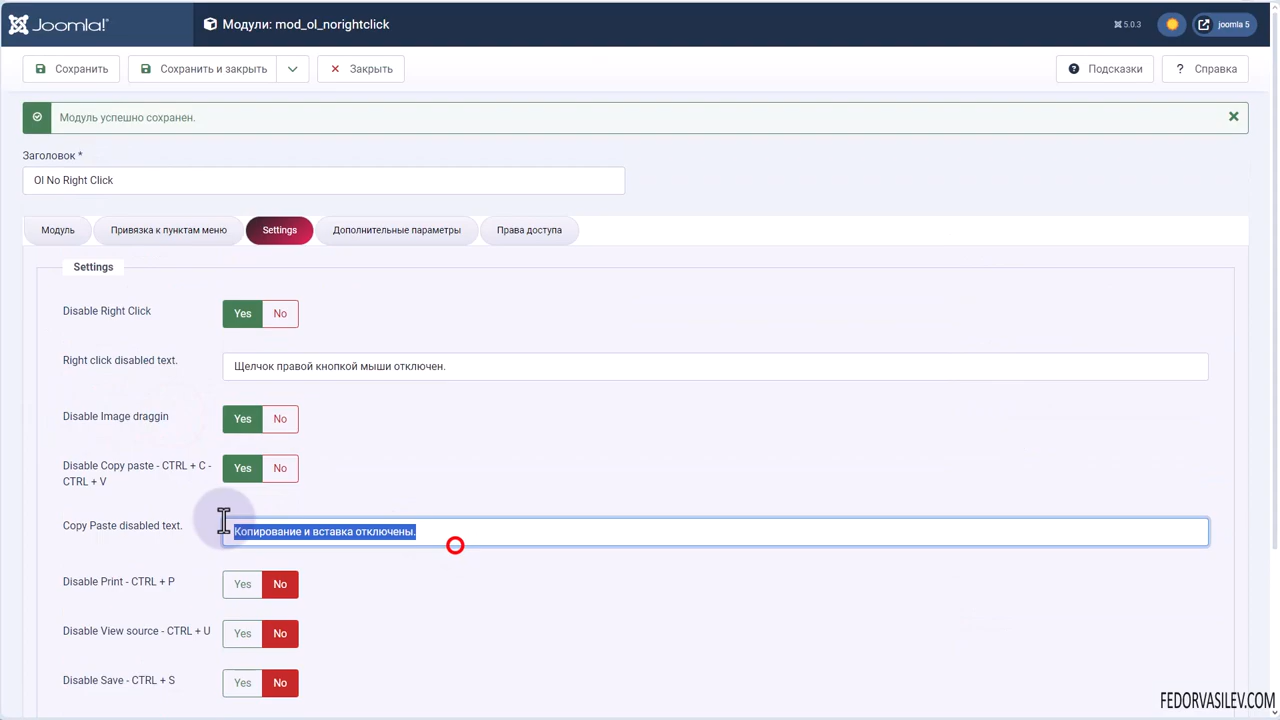 Joomla!
Модули: mod_ol_norightclick
5.0.3
joomla 5
Сохранить
Сохранить и закрыть
Закрыть
Подсказки
? Справка
Модуль успешно сохранен.
Заголовок *
Ol No Right Click
Модуль
Привязка к пунктам меню
Settings
Дополнительные параметры
Права доступа
Settings
Disable Right Click
Yes No
Right click disabled text.
Щелчок правой кнопкой мыши отключен.
Disable Image draggin
Yes No
Disable Copy paste - CTRL + C -
CTRL + V
Yes No
Copy Paste disabled text.
Копирование и вставка отключены.
Disable Print - CTRL + P
Yes No
Disable View source - CTRL + U
Yes No
Disable Save - CTRL + S
Yes No
FEDORVASILEV.COM